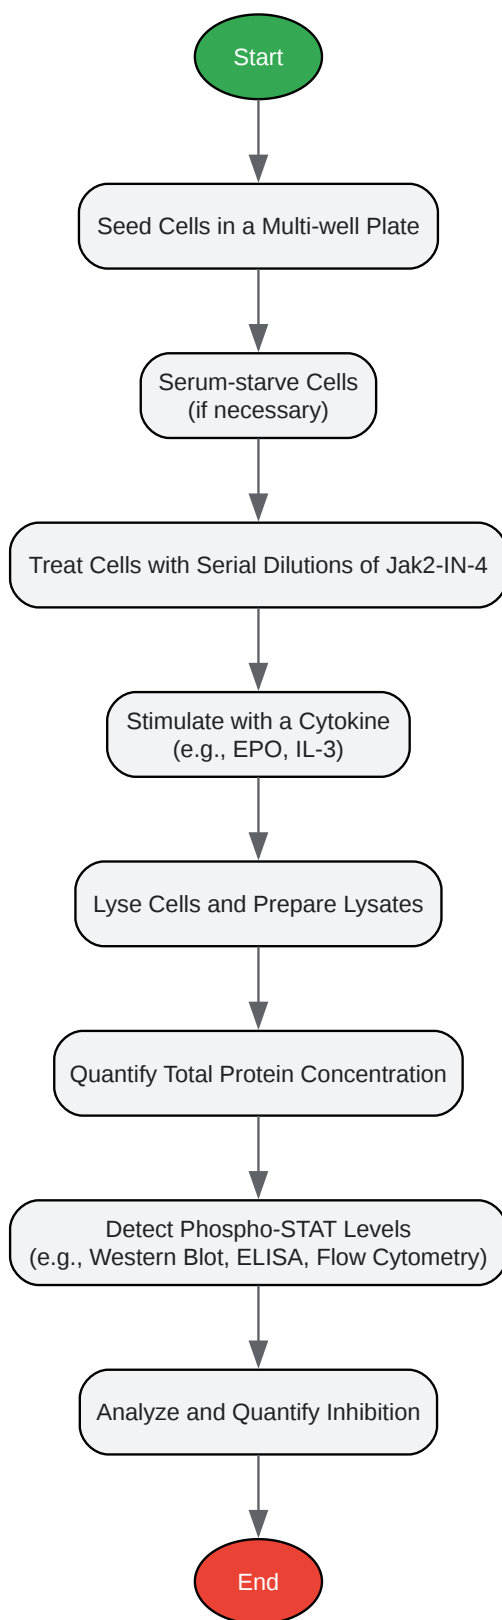 Start
Seed Cells in a Multi-well Plate
Serum-starve Cells
(if necessary)
Treat Cells with Serial Dilutions of Jak2-IN-4
Stimulate with a Cytokine
(e.g., EPO, IL-3)
Lyse Cells and Prepare Lysates
Quantify Total Protein Concentration
Detect Phospho-STAT Levels
(e.g., Western Blot, ELISA, Flow Cytometry)
Analyze and Quantify Inhibition
End